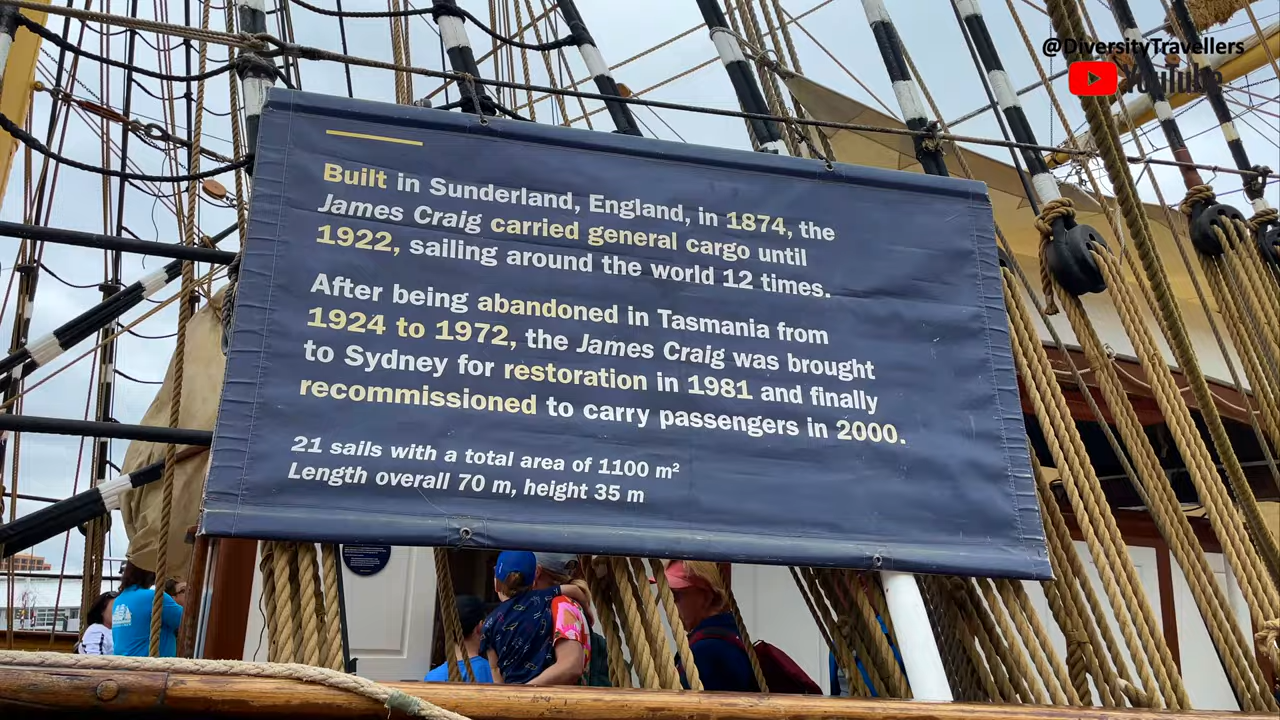 @DiversityTravellers
YouTube
Built in Sunderland, England, in 1874, the
James Craig carried general cargo until
1922, sailing around the world 12 times.
After being abandoned in Tasmania from
1924 to 1972, the James Craig was brought
to Sydney for restoration in 1981 and finally
recommissioned to carry passengers in 2000.
21 sails with a total area of 1100 m²
Length overall 70 m, height 35 m